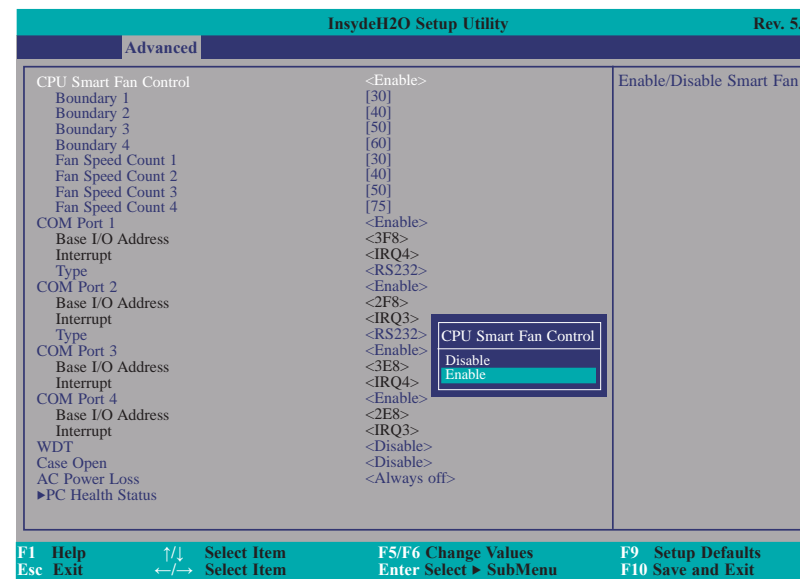 InsydeH2O Setup Utility Rev. 5.
Advanced
CPU Smart Fan Control <Enable> Enable/Disable Smart Fan
Boundary 1 [30]
Boundary 2 [40]
Boundary 3 [50]
Boundary 4 [60]
Fan Speed Count 1 [30]
Fan Speed Count 2 [40]
Fan Speed Count 3 [50]
Fan Speed Count 4 [75]
COM Port 1 <Enable>
Base I/O Address <3F8>
Interrupt <IRQ4>
Type <RS232>
COM Port 2 <Enable>
Base I/O Address <2F8>
Interrupt <IRQ3>
Type <RS232>
COM Port 3 <Enable>
Base I/O Address <3E8>
Interrupt <IRQ4>
COM Port 4 <Enable>
Base I/O Address <2E8>
Interrupt <IRQ3>
WDT <Disable>
Case Open <Disable>
AC Power Loss <Always off>
▶PC Health Status
CPU Smart Fan Control
Disable
Enable
F1 Help ↑/↓ Select Item F5/F6 Change Values F9 Setup Defaults
Esc Exit ←/→ Select Item Enter Select ▶ SubMenu F10 Save and Exit